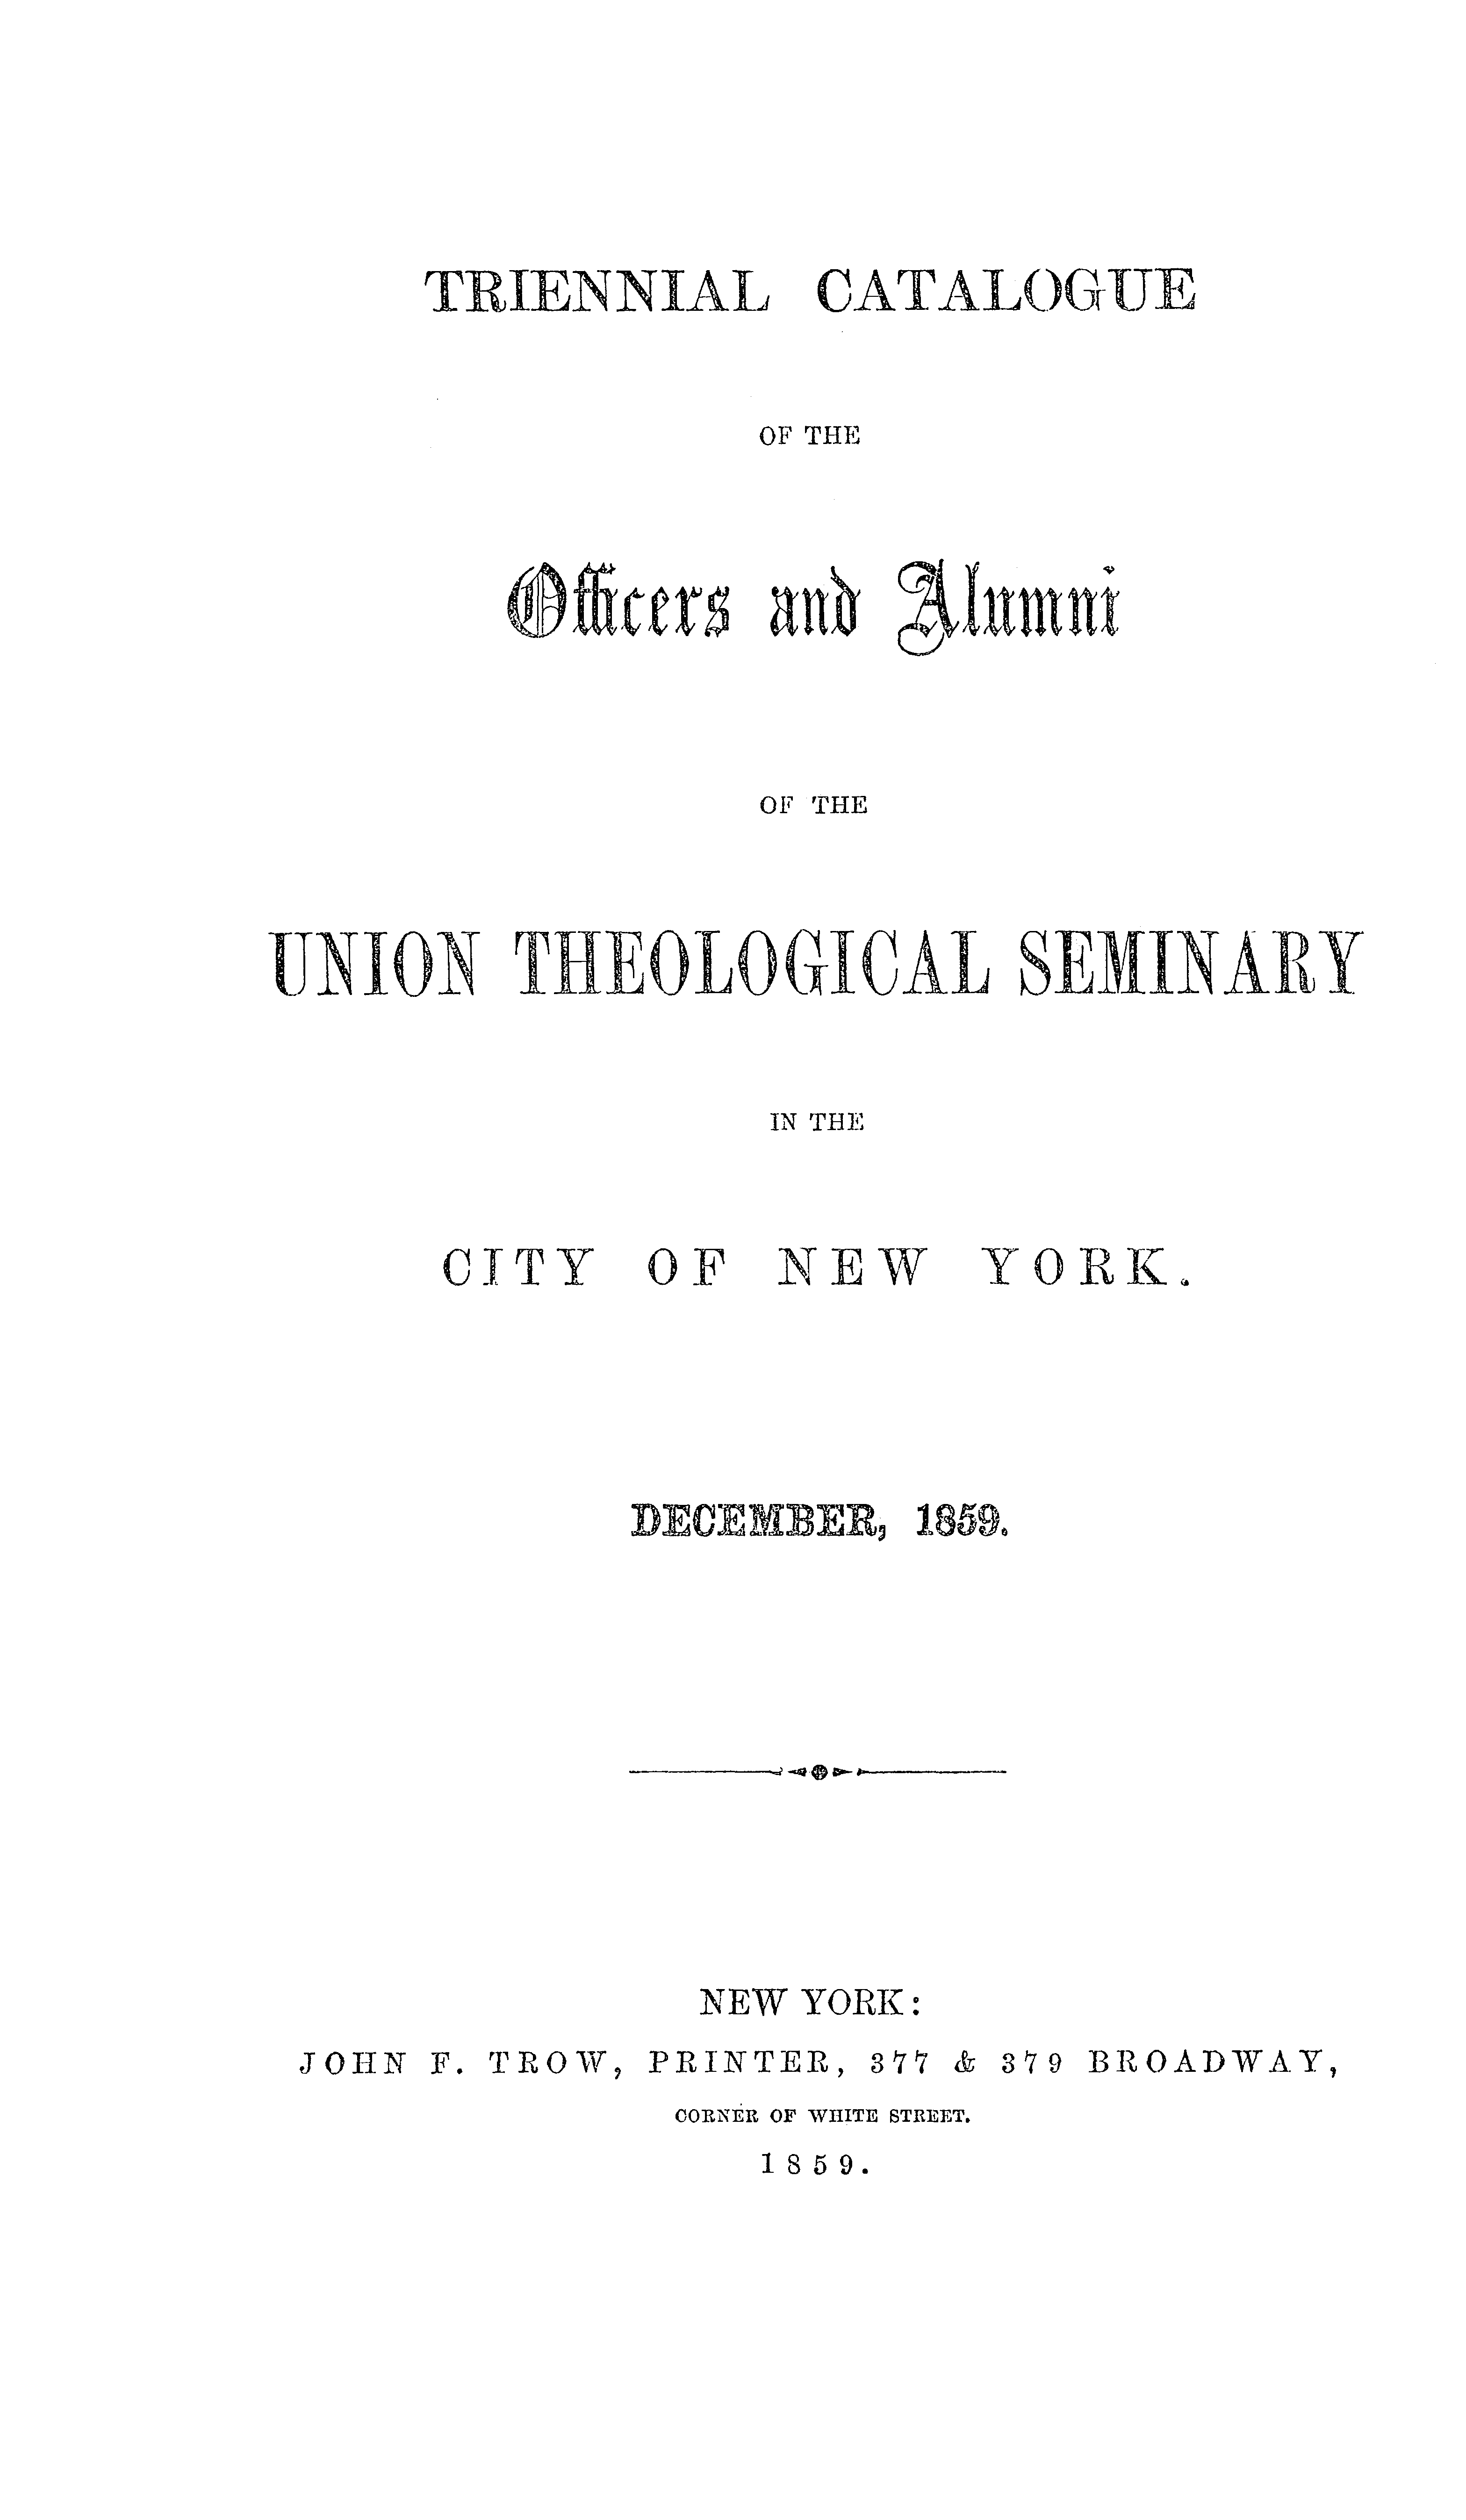 TRIENNIAL CATALOGUE
OF THE
Officers and Alumni
OF THE
UNION THEOLOGICAL SEMINARY
IN THE
CITY OF NEW YORK.
DECEMBER, 1859.
NEW YORK:
JOHN F. TROW, PRINTER, 377 & 379 BROADWAY,
CORNER OF WHITE STREET.
1859.